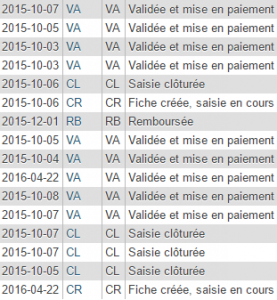 2015-10-07 VA VA Validée et mise en paiement
2015-10-05 VA VA Validée et mise en paiement
2015-10-03 VA VA Validée et mise en paiement
2015-10-03 VA VA Validée et mise en paiement
2015-10-06 CL CL Saisie clôturée
2015-10-06 CR CR Fiche créée, saisie en cours
2015-12-01 RB RB Remboursée
2015-10-05 VA VA Validée et mise en paiement
2015-10-04 VA VA Validée et mise en paiement
2016-04-22 VA VA Validée et mise en paiement
2015-10-08 VA VA Validée et mise en paiement
2015-10-07 VA VA Validée et mise en paiement
2015-10-07 CL CL Saisie clôturée
2015-10-07 CL CL Saisie clôturée
2015-10-05 CL CL Saisie clôturée
2016-04-22 CR CR Fiche créée, saisie en cours